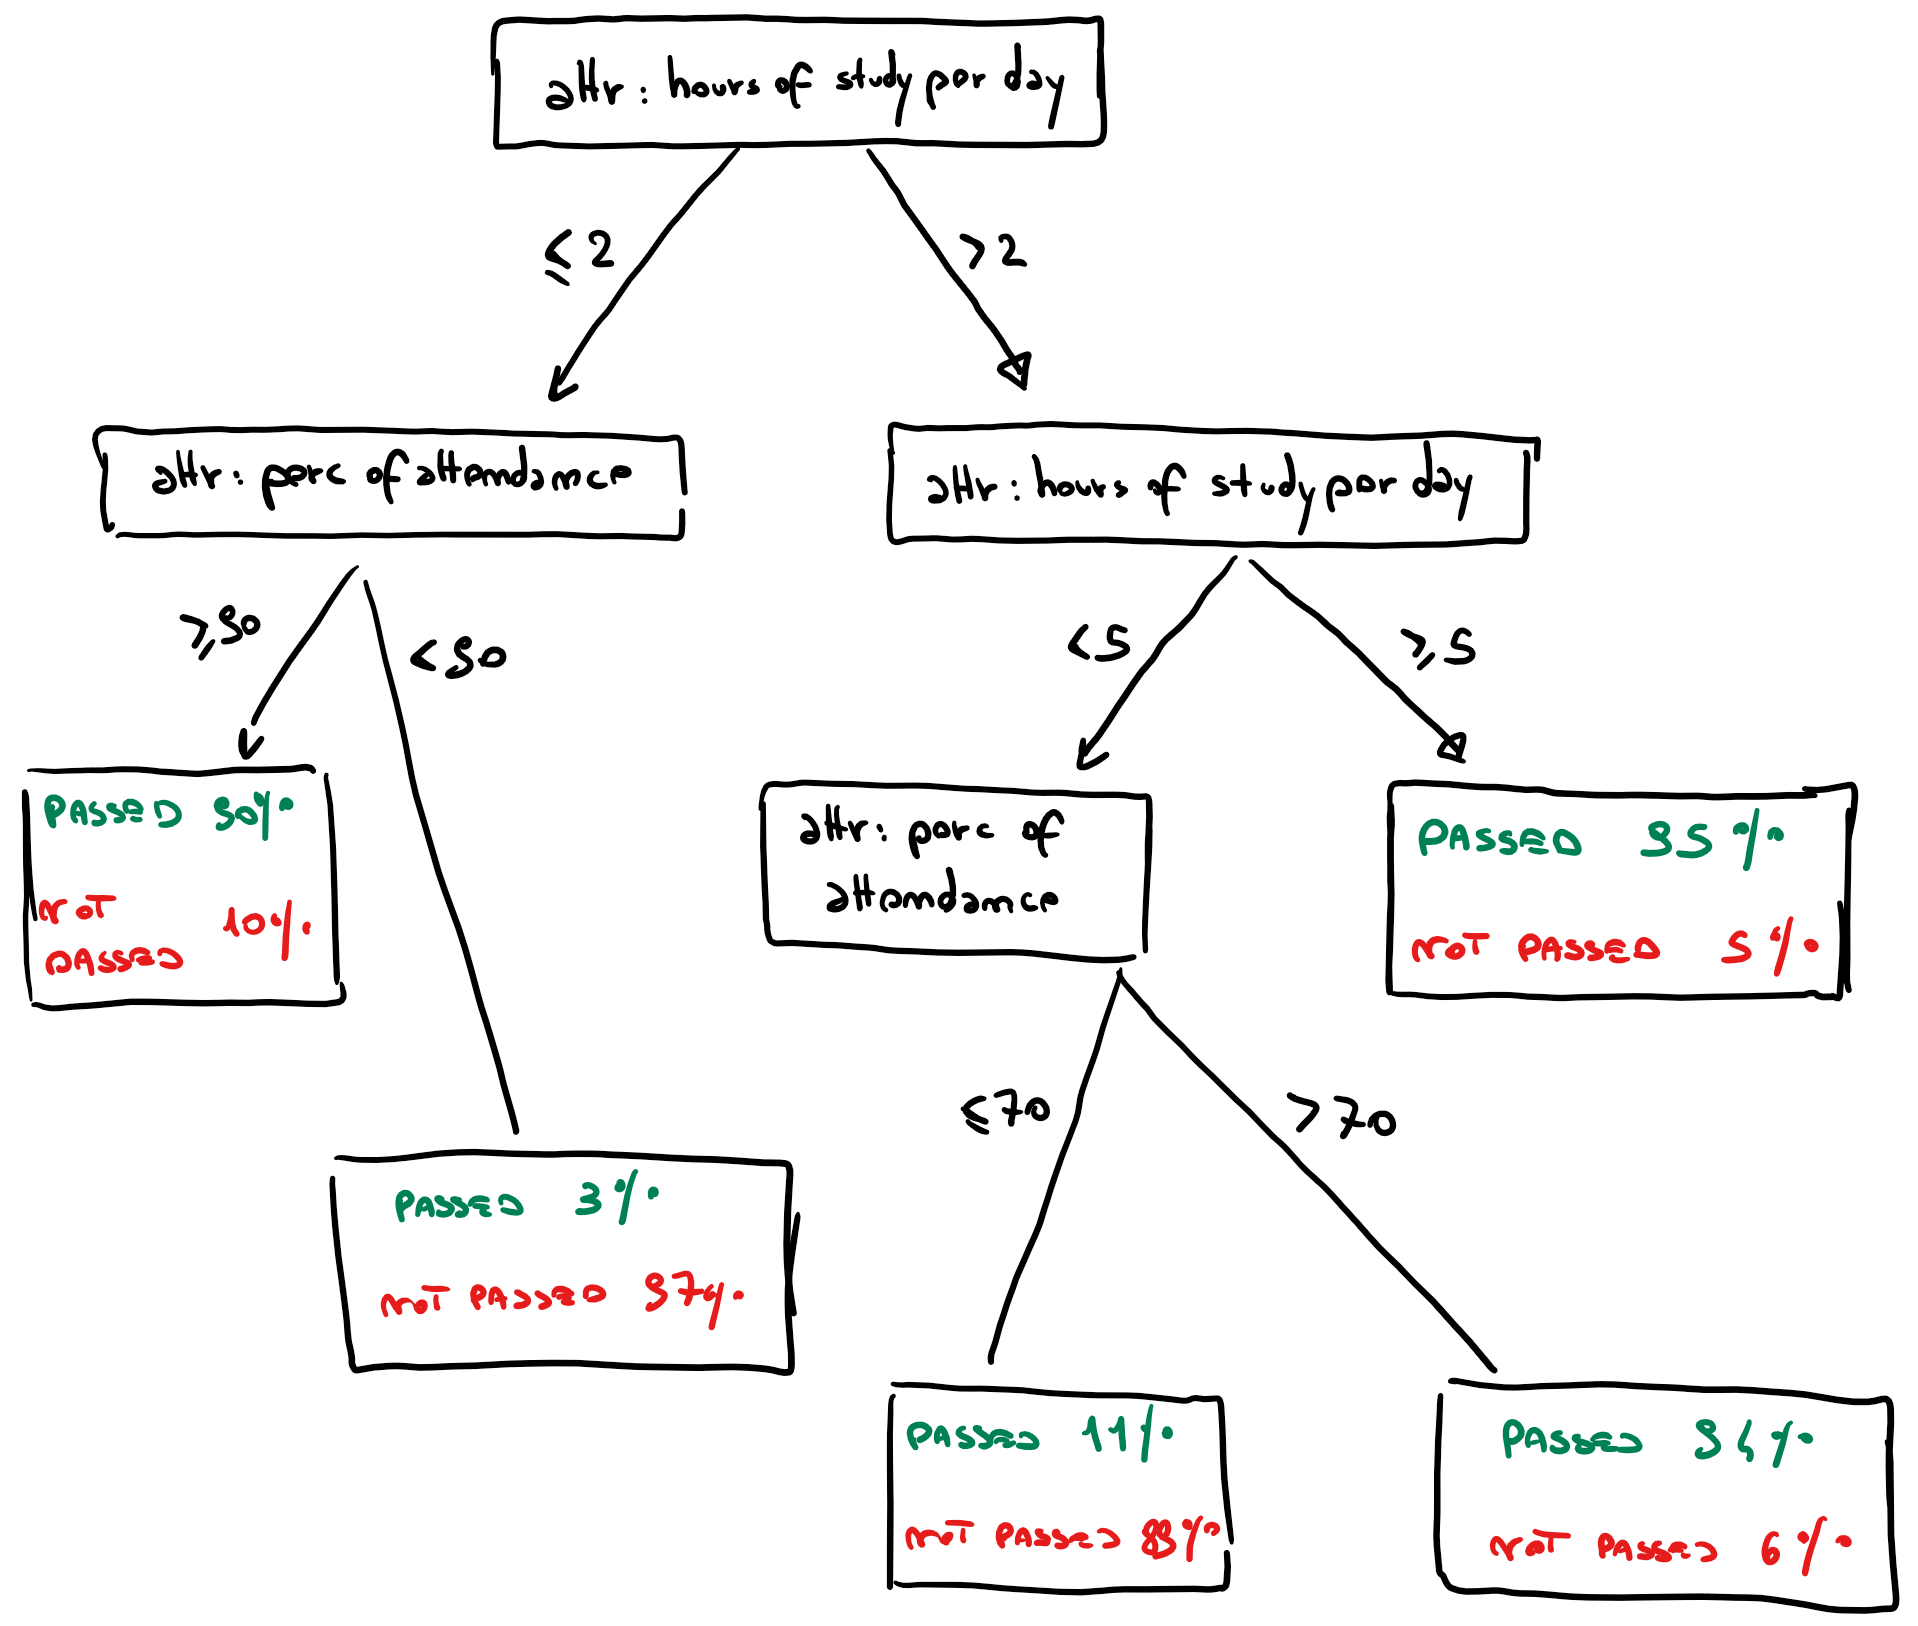 attr: hours of study per day
≤2
>2
attr: perc of attendance
attr: hours of study per day
≥90
<90
<5
≥5
PASSED 90%
NOT
PASSED 10%
attr: perc of
attendance
PASSED 95%
NOT PASSED 5%
≤70
>70
PASSED 3%
NOT PASSED 97%
PASSED 11%
NOT PASSED 89%
PASSED 94%
NOT PASSED 6%